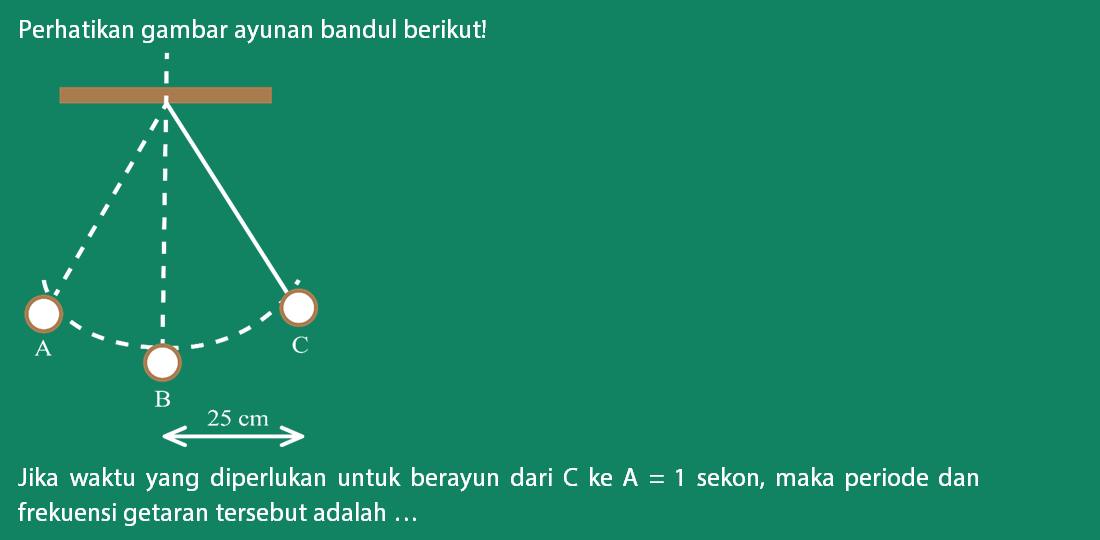 Perhatikan gambar ayunan bandul berikut!
A
C
B
25 cm
Jika waktu yang diperlukan untuk berayun dari C ke A = 1 sekon, maka periode dan
frekuensi getaran tersebut adalah ...